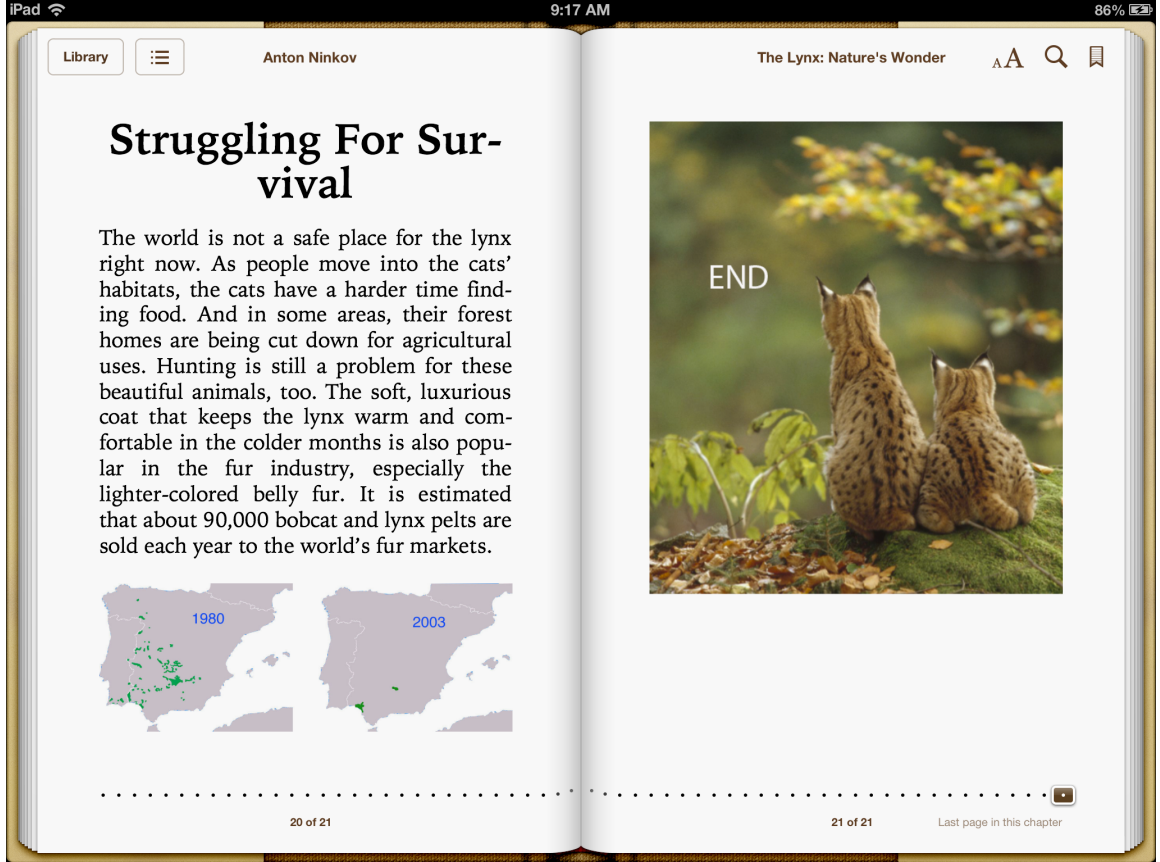 iPad 9:17 AM 86%
Library Anton Ninkov The Lynx: Nature's Wonder AA
Struggling For Sur-
vival
The world is not a safe place for the lynx
right now. As people move into the cats’
habitats, the cats have a harder time find-
ing food. And in some areas, their forest
homes are being cut down for agricultural
uses. Hunting is still a problem for these
beautiful animals, too. The soft, luxurious
coat that keeps the lynx warm and com-
fortable in the colder months is also popu-
lar in the fur industry, especially the
lighter-colored belly fur. It is estimated
that about 90,000 bobcat and lynx pelts are
sold each year to the world’s fur markets.
1980 2003
20 of 21
END
21 of 21 Last page in this chapter